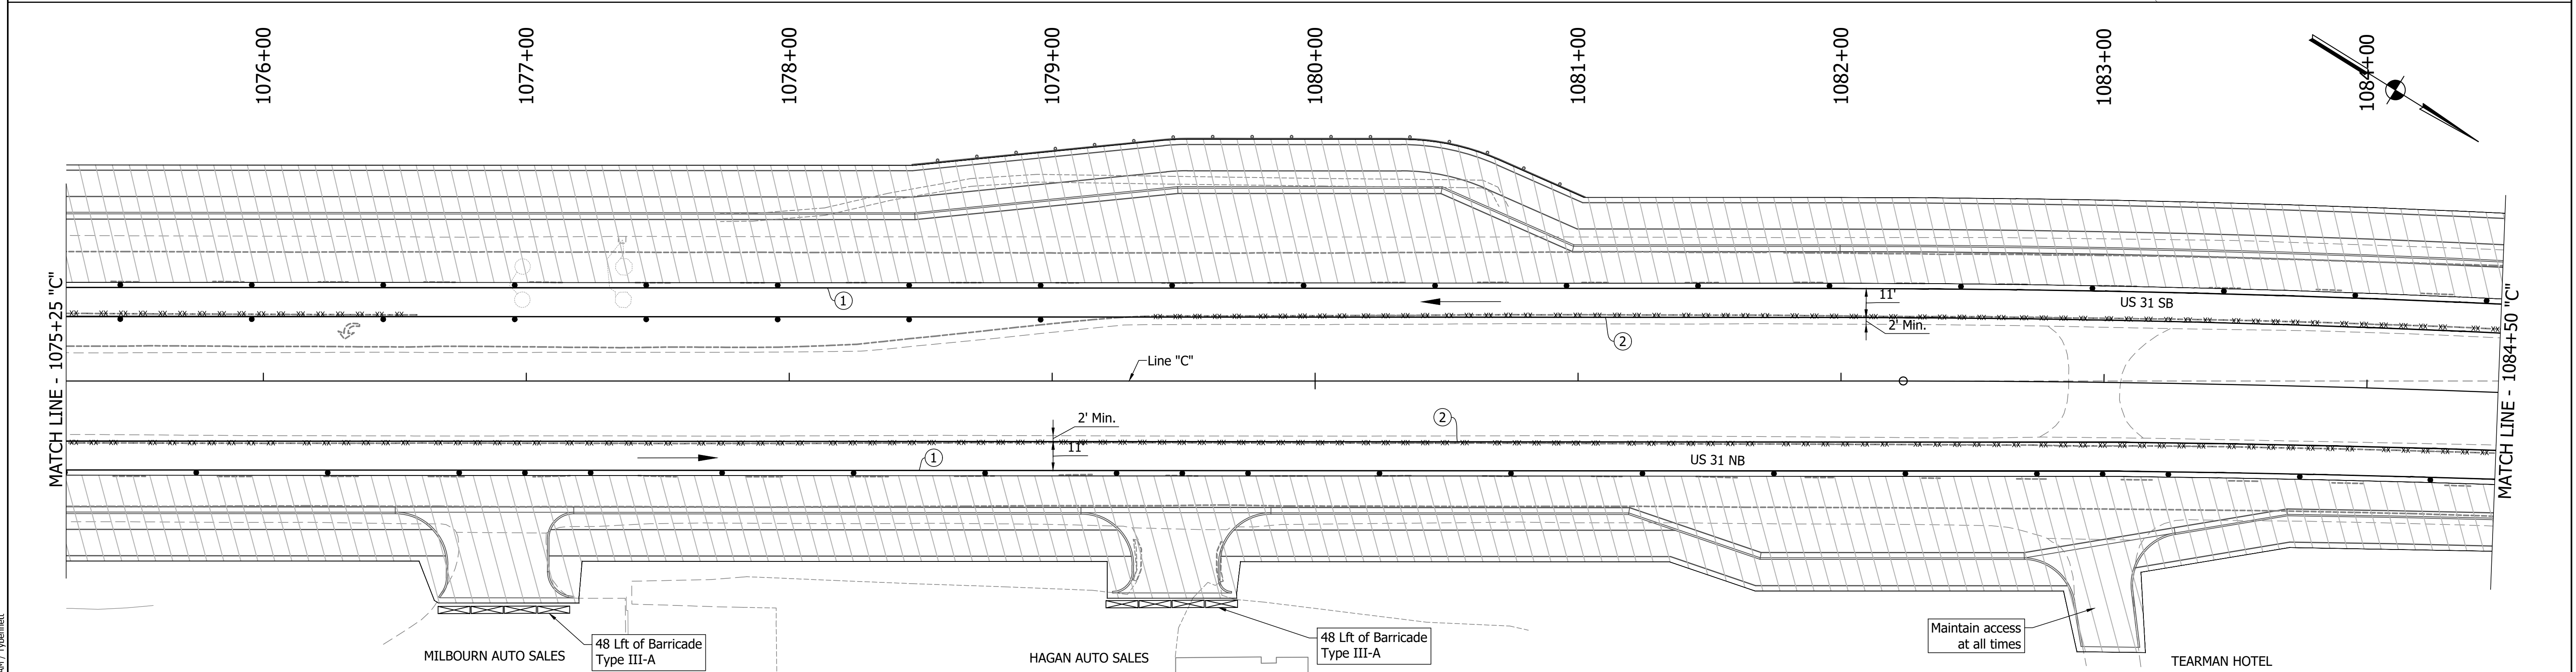 1076+00
1077+00
1078+00
1079+00
1080+00
1081+00
1082+00
1083+00
1084+00
MATCH LINE - 1075+25 "C"
MATCH LINE - 1084+50 "C"
1
11'
US 31 SB
2' Min.
2
Line "C"
2' Min.
2
11'
1
US 31 NB
48 Lft of Barricade
Type III-A
MILBOURN AUTO SALES
48 Lft of Barricade
Type III-A
HAGAN AUTO SALES
Maintain access
at all times
TEARMAN HOTEL